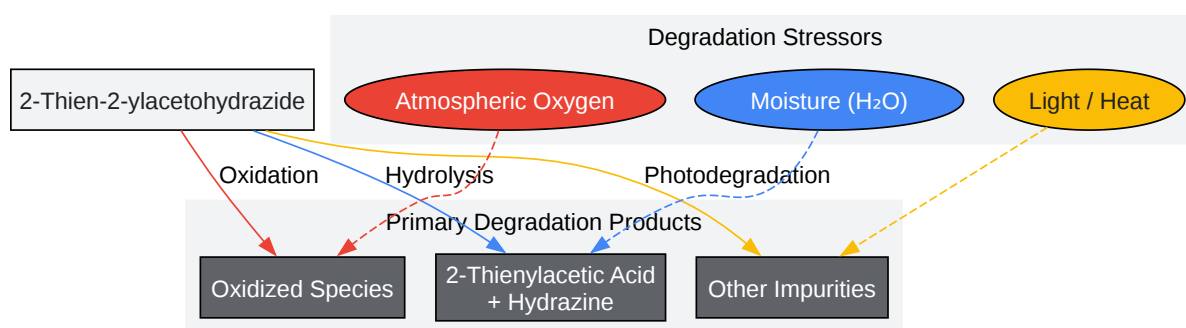 Degradation Stressors
2-Thien-2-ylacetohydrazide
Atmospheric Oxygen
Moisture (H₂O)
Light / Heat
Oxidation
Hydrolysis
Photodegradation
Primary Degradation Products
Oxidized Species
2-Thienylacetic Acid
+ Hydrazine
Other Impurities